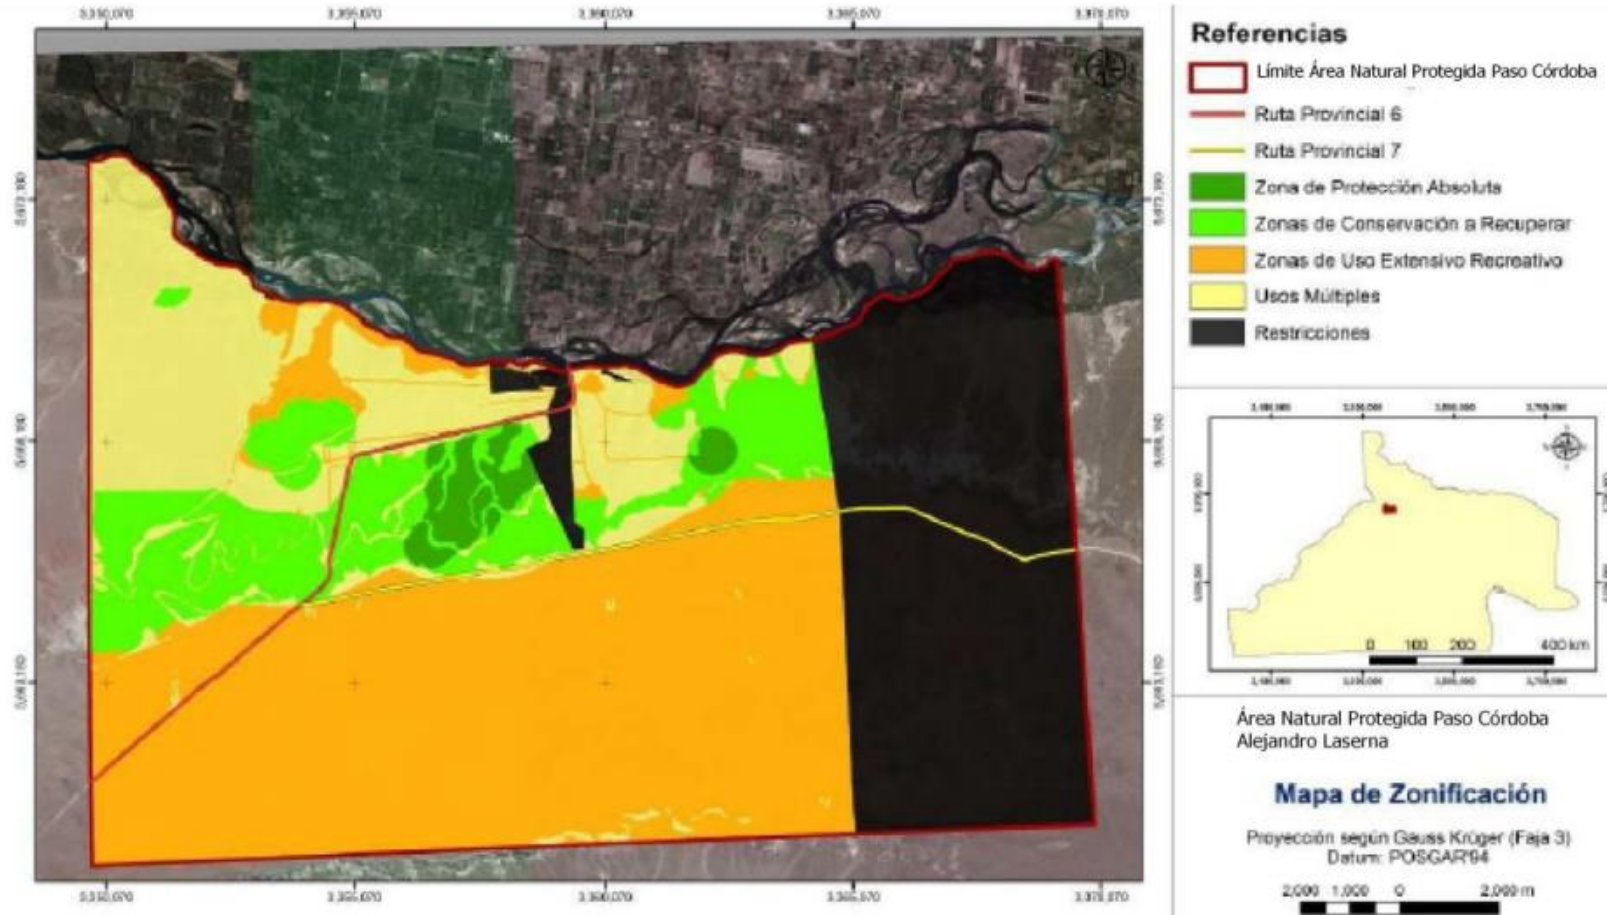 Referencias
Límite Área Natural Protegida Paso Córdoba
Ruta Provincial 6
Ruta Provincial 7
Zona de Protección Absoluta
Zonas de Conservación a Recuperar
Zonas de Uso Extensivo Recreativo
Usos Múltiples
Restricciones
0 100 200 400 km
Área Natural Protegida Paso Córdoba
Alejandro Laserna
Mapa de Zonificación
Proyección según Gauss Krüger (Faja 3)
Datum: POSGAR'94
2,000 1,000 0 2,000 m